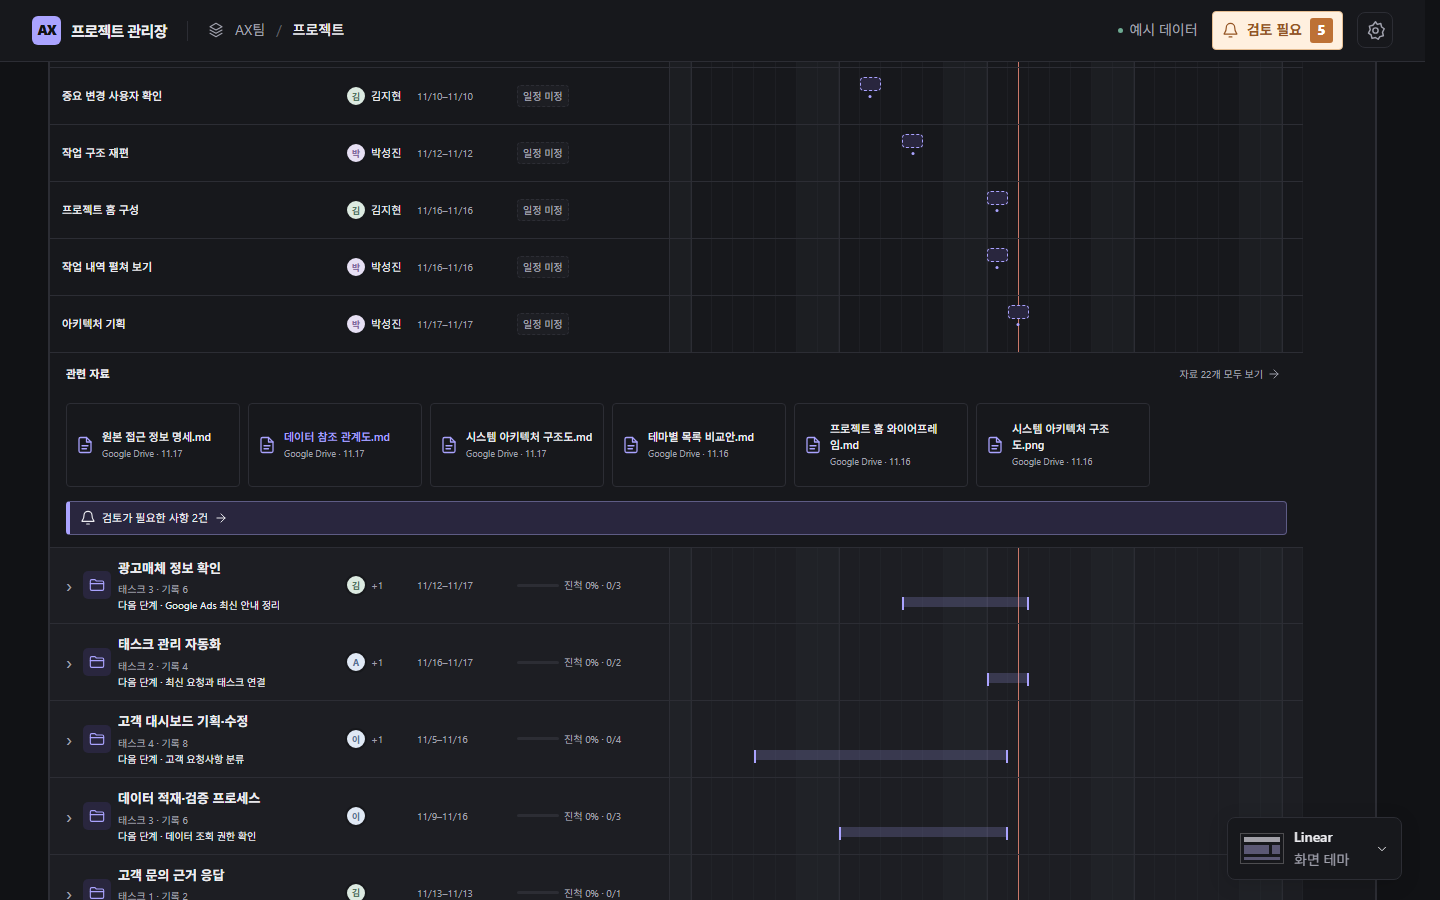 AX 프로젝트 관리장 AX팀 / 프로젝트 예시 데이터 검토 필요 5
중요 변경 사용자 확인 김 김지현 11/10–11/10 일정 미정
작업 구조 재편 박 박성진 11/12–11/12 일정 미정
프로젝트 홈 구성 김 김지현 11/16–11/16 일정 미정
작업 내역 펼쳐 보기 박 박성진 11/16–11/16 일정 미정
아키텍처 기획 박 박성진 11/17–11/17 일정 미정
관련 자료 자료 22개 모두 보기 →
원본 접근 정보 명세.md
Google Drive · 11.17
데이터 참조 관계도.md
Google Drive · 11.17
시스템 아키텍처 구조도.md
Google Drive · 11.17
테마별 목록 비교안.md
Google Drive · 11.16
프로젝트 홈 와이어프레
임.md
Google Drive · 11.16
시스템 아키텍처 구조
도.png
Google Drive · 11.16
검토가 필요한 사항 2건 →
광고매체 정보 확인
태스크 3 · 기록 6
다음 단계 · Google Ads 최신 안내 정리
김 +1 11/12–11/17 진척 0% · 0/3
태스크 관리 자동화
태스크 2 · 기록 4
다음 단계 · 최신 요청과 태스크 연결
A +1 11/16–11/17 진척 0% · 0/2
고객 대시보드 기획·수정
태스크 4 · 기록 8
다음 단계 · 고객 요청사항 분류
이 +1 11/5–11/16 진척 0% · 0/4
데이터 적재·검증 프로세스
태스크 3 · 기록 6
다음 단계 · 데이터 조회 권한 확인
이 11/9–11/16 진척 0% · 0/3
고객 문의 근거 응답
태스크 1 · 기록 2
김 11/13–11/13 진척 0% · 0/1
Linear
화면 테마